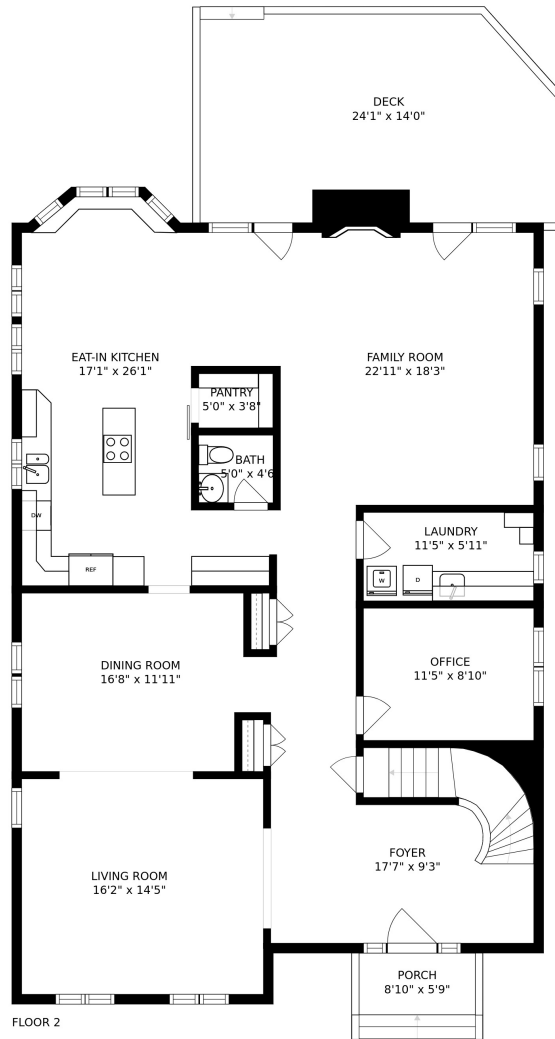 DECK
24'1" x 14'0"
EAT-IN KITCHEN
17'1" x 26'1"
FAMILY ROOM
22'11" x 18'3"
PANTRY
5'0" x 3'8"
BATH
5'0" x 4'6
DW
REF
LAUNDRY
11'5" x 5'11"
W
D
DINING ROOM
16'8" x 11'11"
OFFICE
11'5" x 8'10"
FOYER
17'7" x 9'3"
LIVING ROOM
16'2" x 14'5"
PORCH
8'10" x 5'9"
FLOOR 2